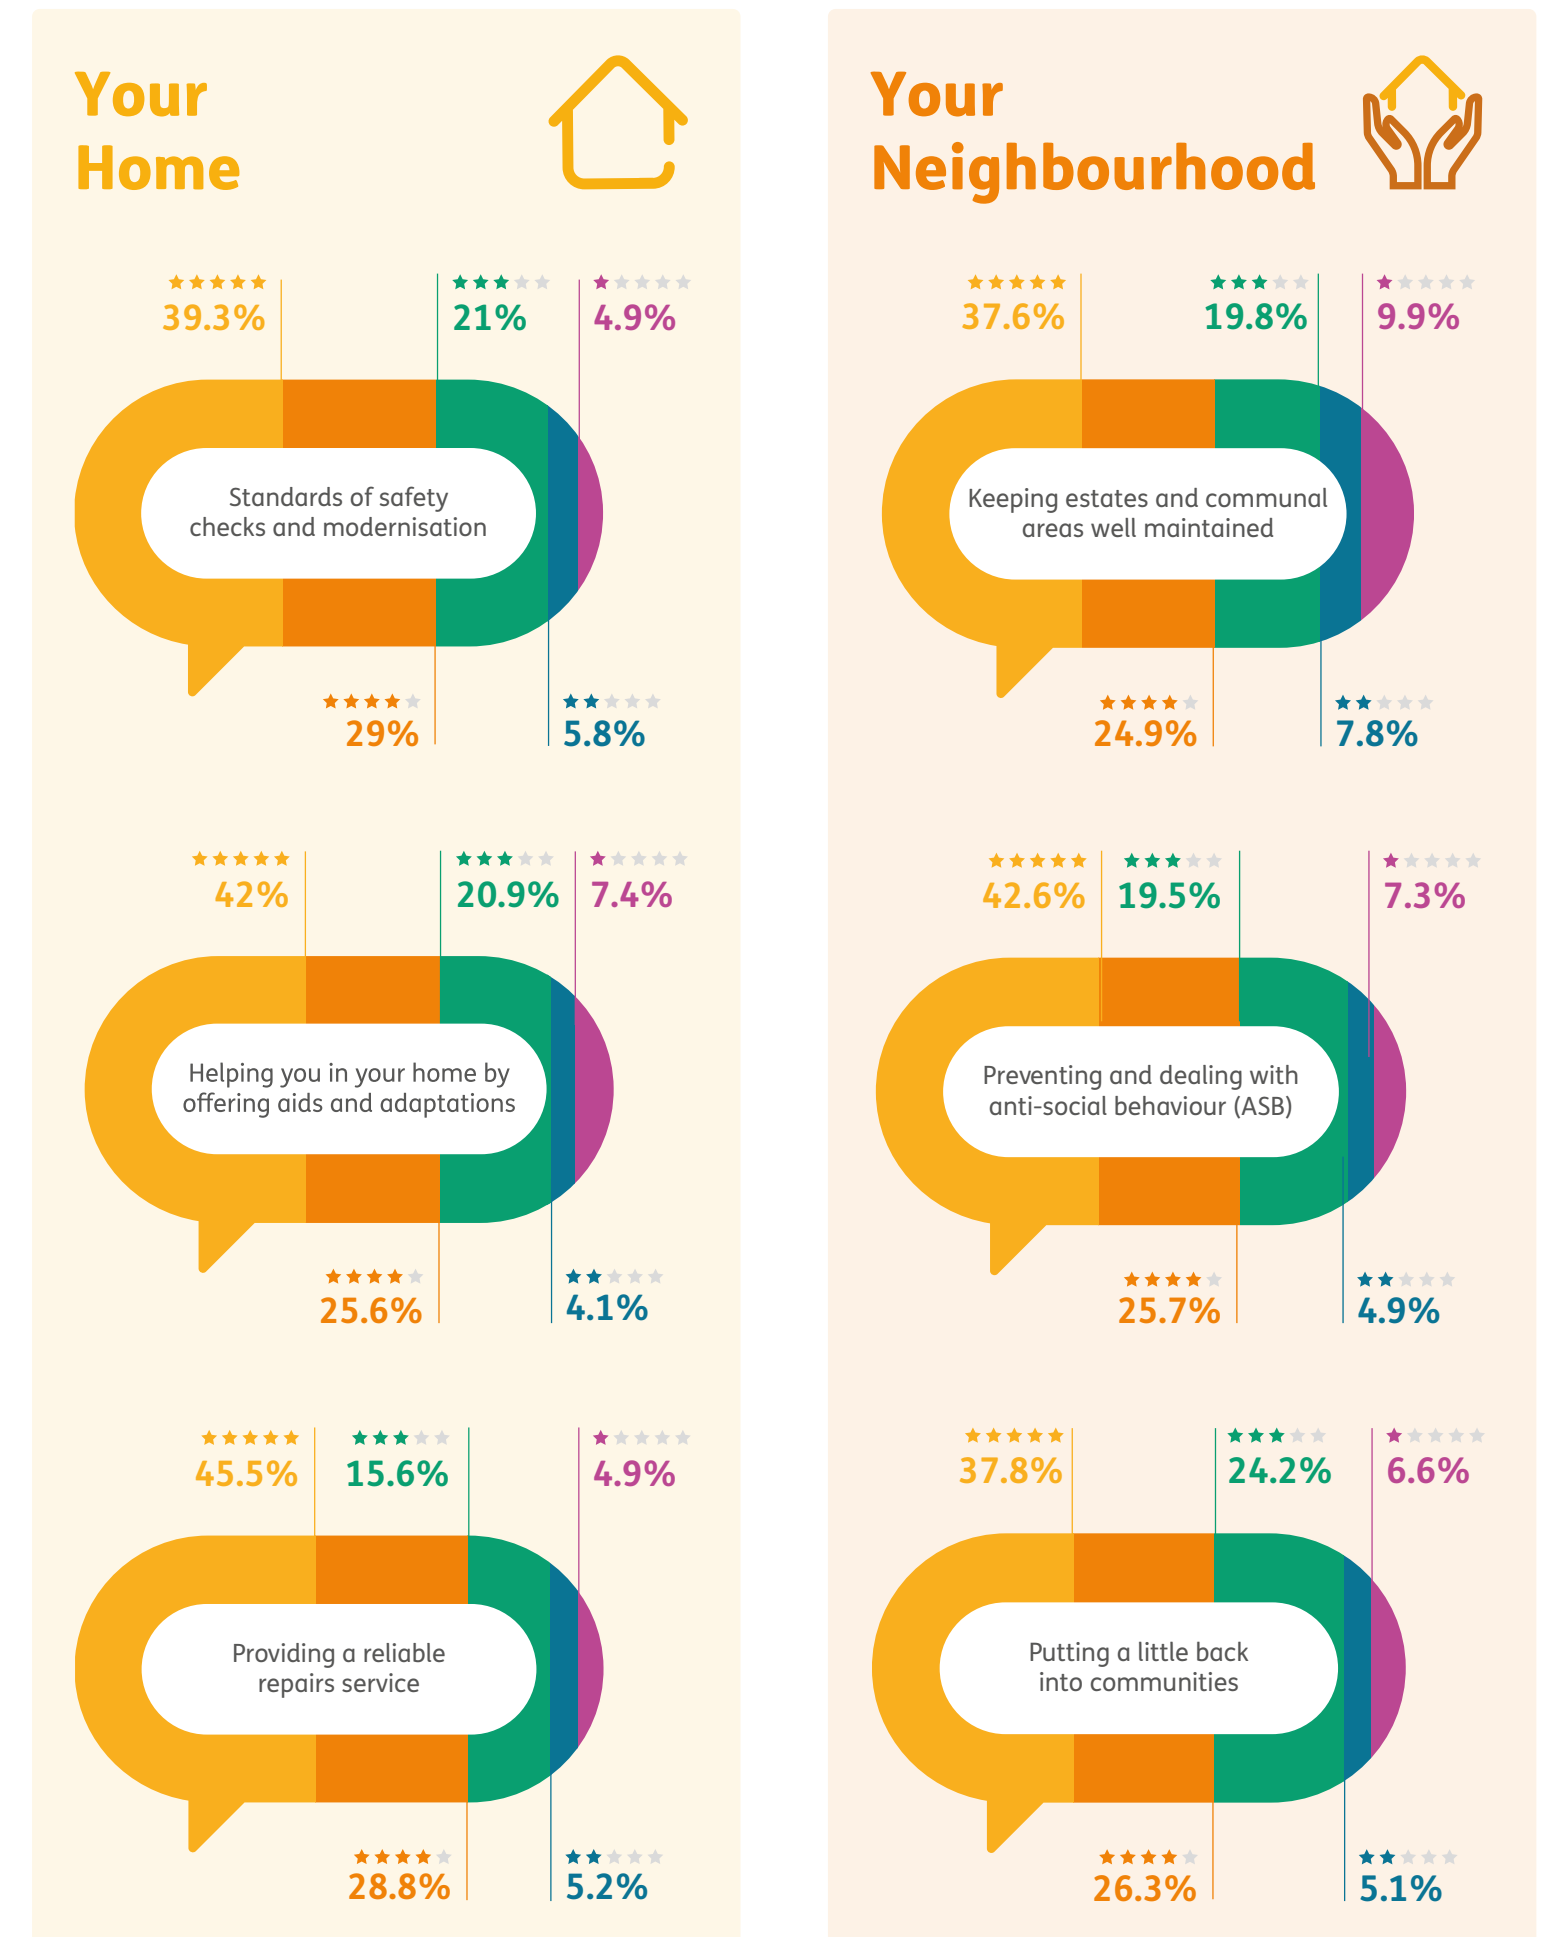 Your
Home
39.3%
21%
4.9%
Standards of safety
checks and modernisation
29%
5.8%
42%
20.9%
7.4%
Helping you in your home by
offering aids and adaptations
25.6%
4.1%
45.5%
15.6%
4.9%
Providing a reliable
repairs service
28.8%
5.2%
Your
Neighbourhood
37.6%
19.8%
9.9%
Keeping estates and communal
areas well maintained
24.9%
7.8%
42.6%
19.5%
7.3%
Preventing and dealing with
anti-social behaviour (ASB)
25.7%
4.9%
37.8%
24.2%
6.6%
Putting a little back
into communities
26.3%
5.1%